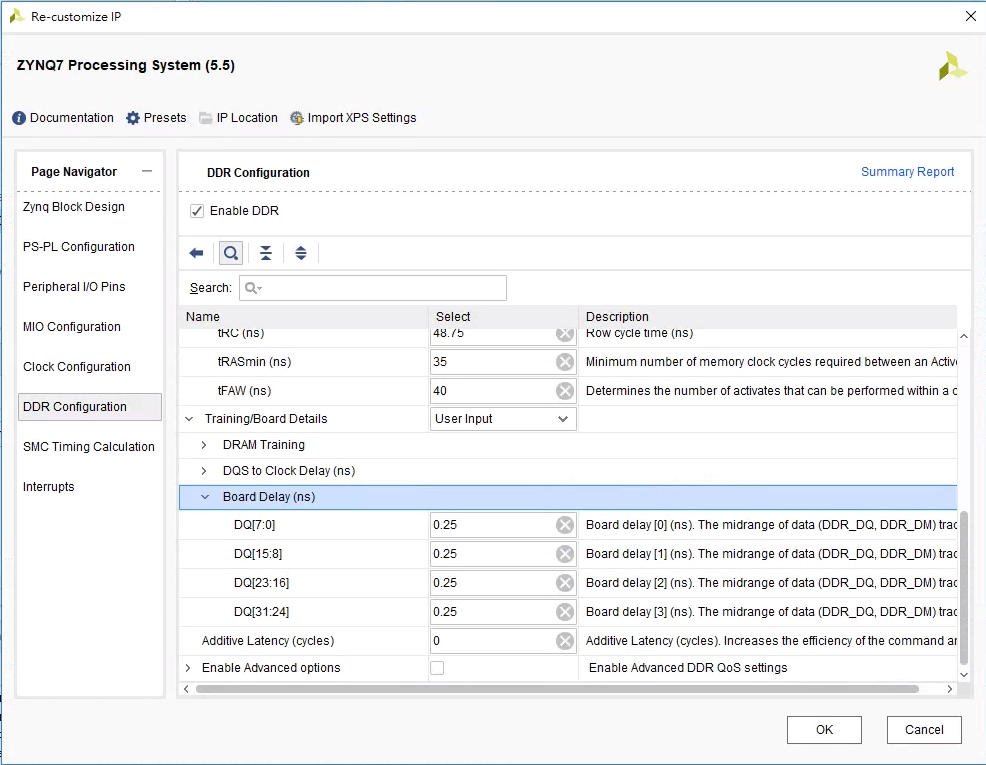 Re-customize IP
ZYNQ7 Processing System (5.5)
Documentation Presets IP Location Import XPS Settings
Page Navigator
Zynq Block Design
PS-PL Configuration
Peripheral I/O Pins
MIO Configuration
Clock Configuration
DDR Configuration
SMC Timing Calculation
Interrupts
DDR Configuration Summary Report
Enable DDR
Search:
Name Select Description
tRC (ns) 48.75 Row cycle time (ns)
tRASmin (ns) 35 Minimum number of memory clock cycles required between an Active
tFAW (ns) 40 Determines the number of activates that can be performed within a c
Training/Board Details User Input
DRAM Training
DQS to Clock Delay (ns)
Board Delay (ns)
DQ[7:0] 0.25 Board delay [0] (ns). The midrange of data (DDR_DQ, DDR_DM) trac
DQ[15:8] 0.25 Board delay [1] (ns). The midrange of data (DDR_DQ, DDR_DM) trac
DQ[23:16] 0.25 Board delay [2] (ns). The midrange of data (DDR_DQ, DDR_DM) trac
DQ[31:24] 0.25 Board delay [3] (ns). The midrange of data (DDR_DQ, DDR_DM) trac
Additive Latency (cycles) 0 Additive Latency (cycles). Increases the efficiency of the command an
Enable Advanced options Enable Advanced DDR QoS settings
OK Cancel